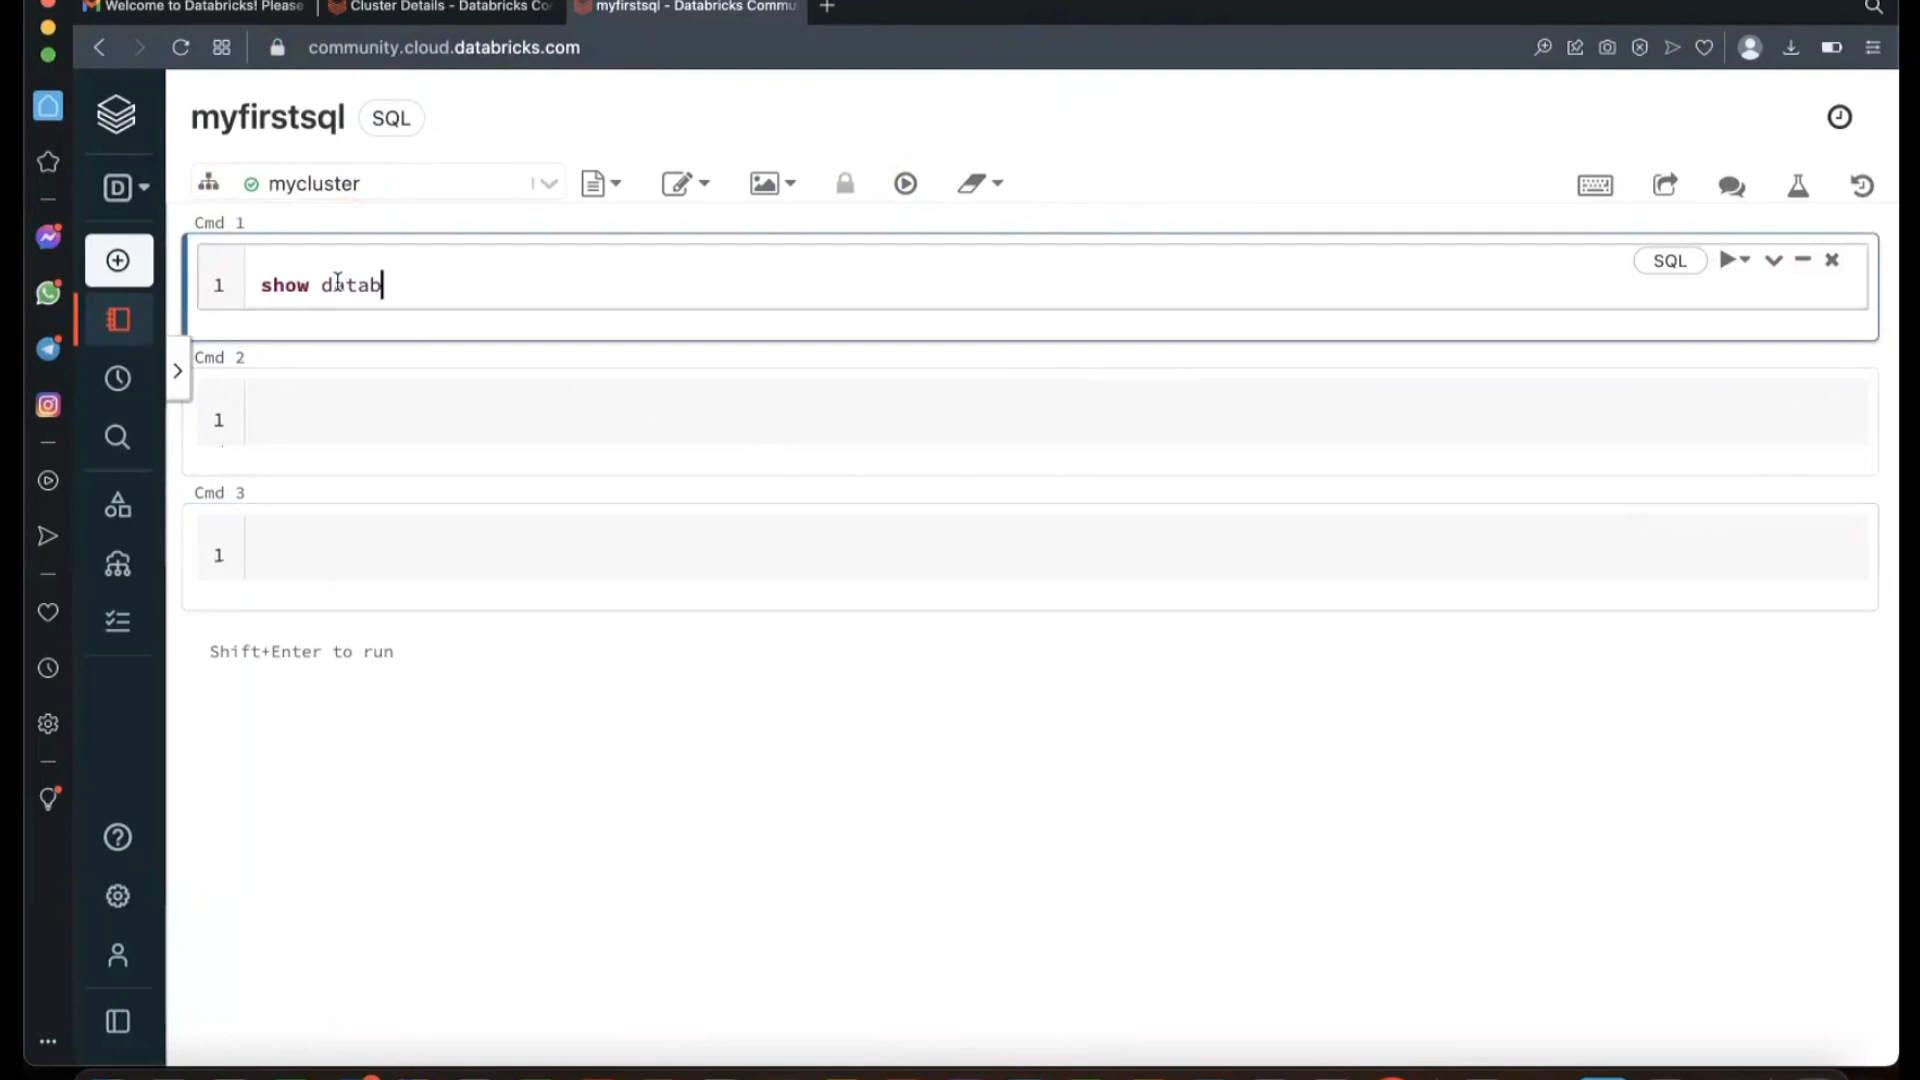 Welcome to Databricks! Please
Cluster Details - Databricks Co
myfirstsql - Databricks Commu
community.cloud.databricks.com
myfirstsql SQL
D
mycluster
Cmd 1
1 show datab
SQL
Cmd 2
1
Cmd 3
1
Shift+Enter to run